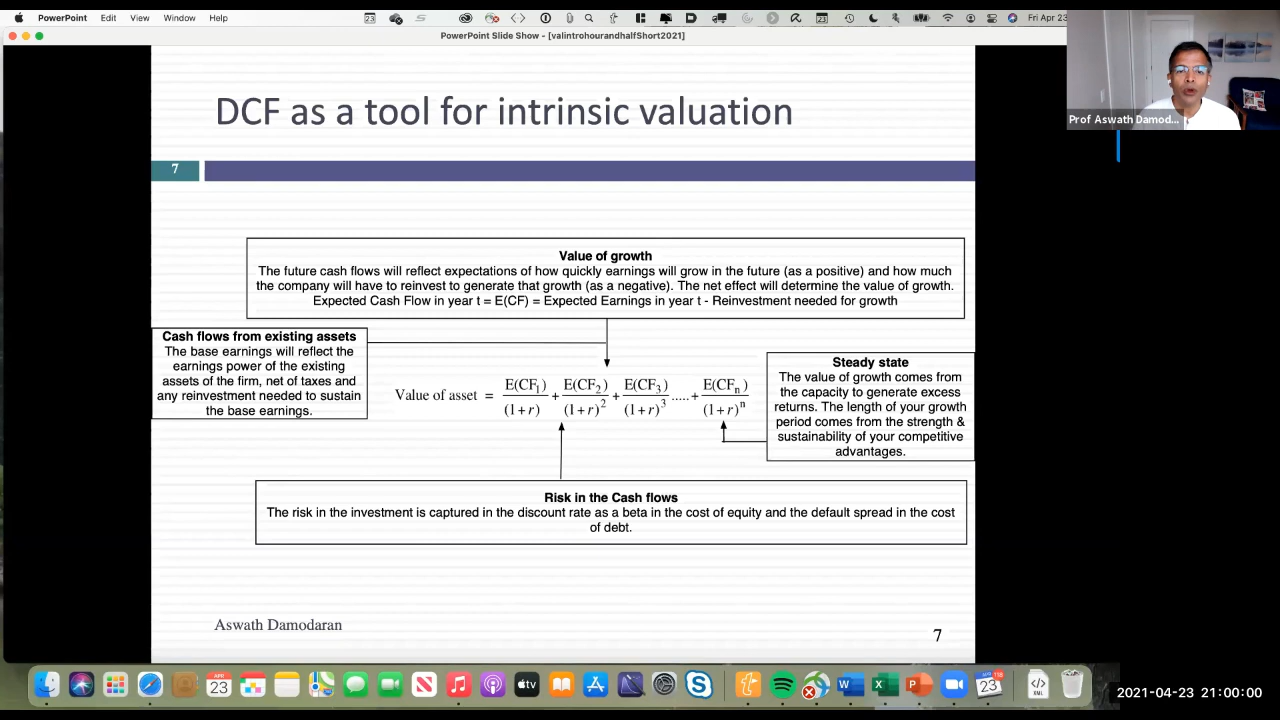 PowerPoint Edit View Window Help
23
23
Fri Apr 23
PowerPoint Slide Show - [valintrohourandhalfShort2021]
Prof Aswath Damod...
DCF as a tool for intrinsic valuation
7
Value of growth
The future cash flows will reflect expectations of how quickly earnings will grow in the future (as a positive) and how much
the company will have to reinvest to generate that growth (as a negative). The net effect will determine the value of growth.
Expected Cash Flow in year t = E(CF) = Expected Earnings in year t - Reinvestment needed for growth
Cash flows from existing assets
The base earnings will reflect the
earnings power of the existing
assets of the firm, net of taxes and
any reinvestment needed to sustain
the base earnings.
Value of asset = E(CF1)/(1+r) + E(CF2)/(1+r)^2 + E(CF3)/(1+r)^3 ..... + E(CFn)/(1+r)^n
Steady state
The value of growth comes from
the capacity to generate excess
returns. The length of your growth
period comes from the strength &
sustainability of your competitive
advantages.
Risk in the Cash flows
The risk in the investment is captured in the discount rate as a beta in the cost of equity and the default spread in the cost
of debt.
Aswath Damodaran
7
APR
23
tv
W
X
P
23
</> XML
2021-04-23 21:00:00